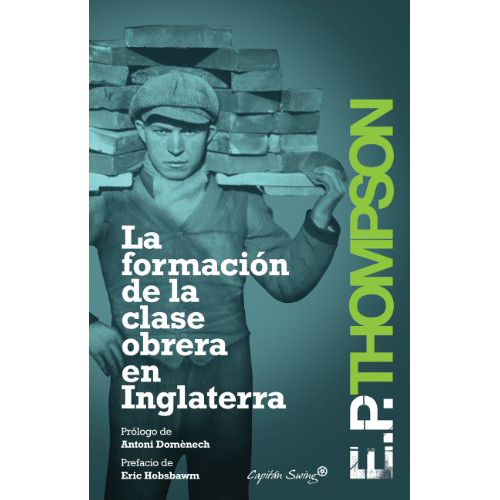 La
formación
de la
clase
obrera
en
Inglaterra
E.P. THOMPSON
Prólogo de
Antoni Domènech
Prefacio de
Eric Hobsbawm
Capitán Swing